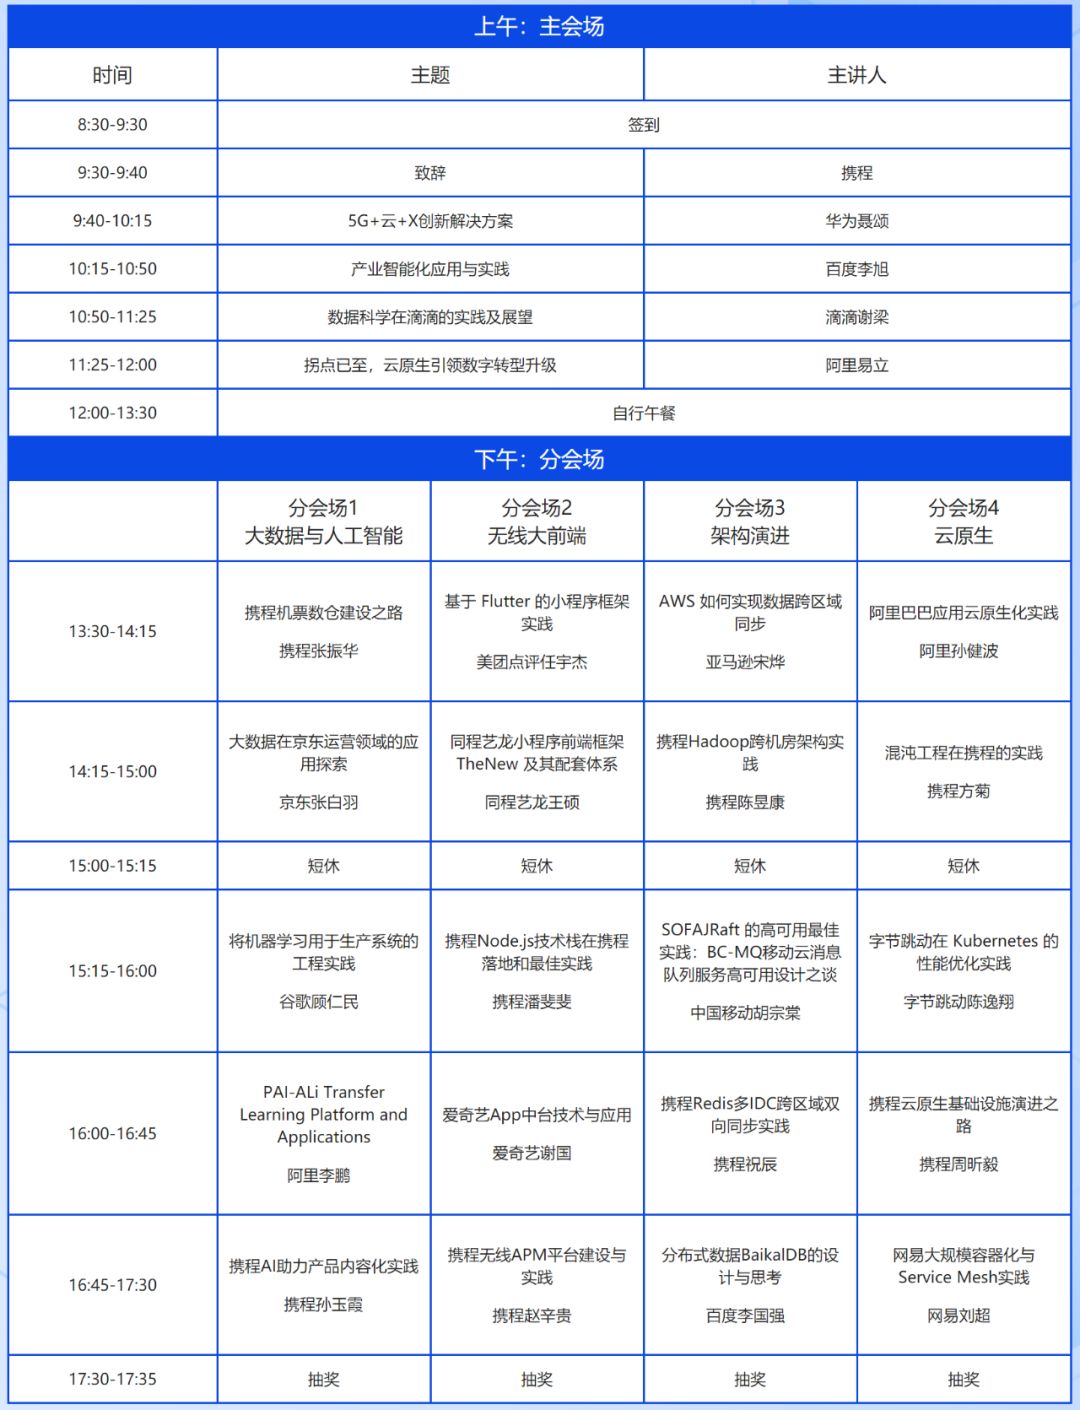 上午：主会场
时间 主题 主讲人
8:30-9:30 签到
9:30-9:40 致辞 携程
9:40-10:15 5G+云+X创新解决方案 华为聂颂
10:15-10:50 产业智能化应用与实践 百度李旭
10:50-11:25 数据科学在滴滴的实践及展望 滴滴谢梁
11:25-12:00 拐点已至，云原生引领数字转型升级 阿里易立
12:00-13:30 自行午餐
下午：分会场
分会场1
大数据与人工智能
分会场2
无线大前端
分会场3
架构演进
分会场4
云原生
13:30-14:15
携程机票数仓建设之路
携程张振华
基于 Flutter 的小程序框架
实践
美团点评任宇杰
AWS 如何实现数据跨区域
同步
亚马逊宋烨
阿里巴巴应用云原生化实践
阿里孙健波
14:15-15:00
大数据在京东运营领域的应
用探索
京东张白羽
同程艺龙小程序前端框架
TheNew 及其配套体系
同程艺龙王硕
携程Hadoop跨机房架构实
践
携程陈昱康
混沌工程在携程的实践
携程方菊
15:00-15:15 短休 短休 短休 短休
15:15-16:00
将机器学习用于生产系统的
工程实践
谷歌顾仁民
携程Node.js技术栈在携程
落地和最佳实践
携程潘斐斐
SOFAJRaft 的高可用最佳
实践：BC-MQ移动云消息
队列服务高可用设计之谈
中国移动胡宗棠
字节跳动在 Kubernetes 的
性能优化实践
字节跳动陈逸翔
16:00-16:45
PAI-ALi Transfer
Learning Platform and
Applications
阿里李鹏
爱奇艺App中台技术与应用
爱奇艺谢国
携程Redis多IDC跨区域双
向同步实践
携程祝辰
携程云原生基础设施演进之
路
携程周昕毅
16:45-17:30
携程AI助力产品内容化实践
携程孙玉霞
携程无线APM平台建设与
实践
携程赵辛贵
分布式数据BaikalDB的设
计与思考
百度李国强
网易大规模容器化与
Service Mesh实践
网易刘超
17:30-17:35 抽奖 抽奖 抽奖 抽奖